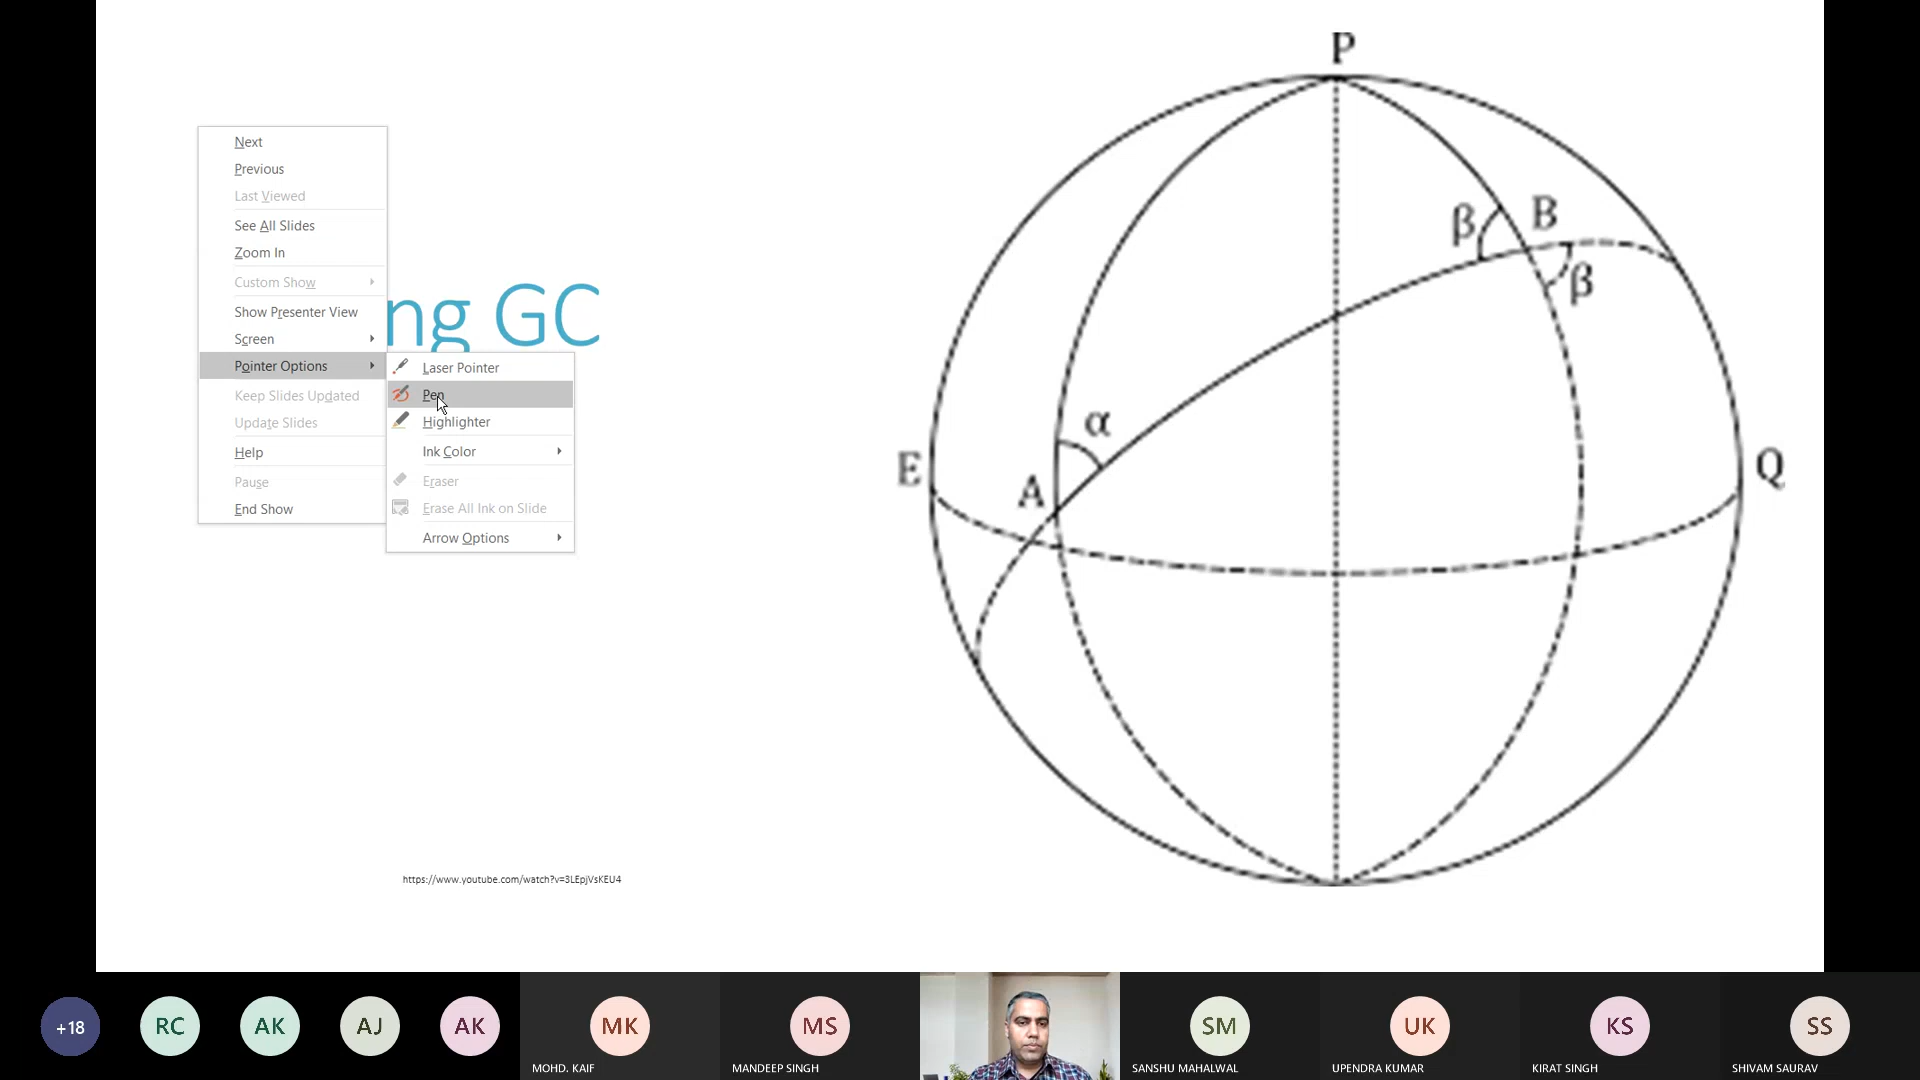 Next
Previous
Last Viewed
See All Slides
Zoom In
Custom Show
Show Presenter View
Screen
Pointer Options
Keep Slides Updated
Update Slides
Help
Pause
End Show
ng GC
Laser Pointer
Pen
Highlighter
Ink Color
Eraser
Erase All Ink on Slide
Arrow Options
https://www.youtube.com/watch?v=3LEpjVsKEU4
P
B
β
β
α
E
A
Q
+18
RC
AK
AJ
AK
MK
MOHD. KAIF
MS
MANDEEP SINGH
SM
SANSHU MAHALWAL
UK
UPENDRA KUMAR
KS
KIRAT SINGH
SS
SHIVAM SAURAV